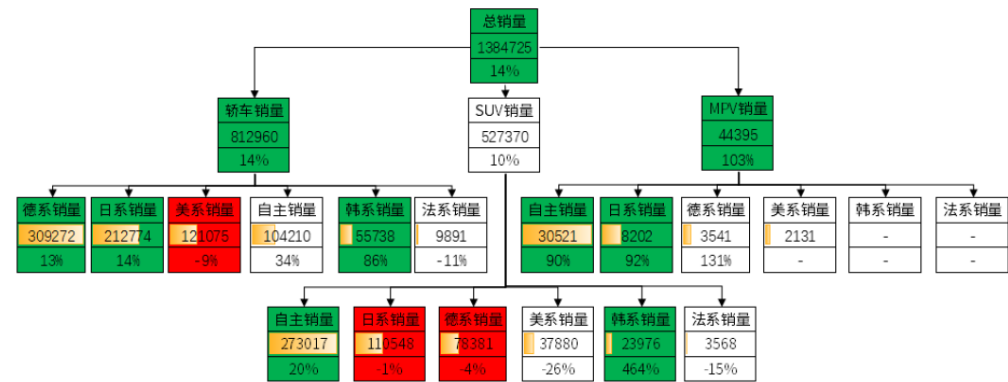 总销量
1384725
14%
轿车销量
812960
14%
SUV销量
527370
10%
MPV销量
44395
103%
德系销量
309272
13%
日系销量
212774
14%
美系销量
121075
-9%
自主销量
104210
34%
韩系销量
55738
86%
法系销量
9891
-11%
自主销量
30521
90%
日系销量
8202
92%
德系销量
3541
131%
美系销量
2131
-
韩系销量
-
-
法系销量
-
-
自主销量
273017
20%
日系销量
110548
-1%
德系销量
78381
-4%
美系销量
37880
-26%
韩系销量
23976
464%
法系销量
3568
-15%